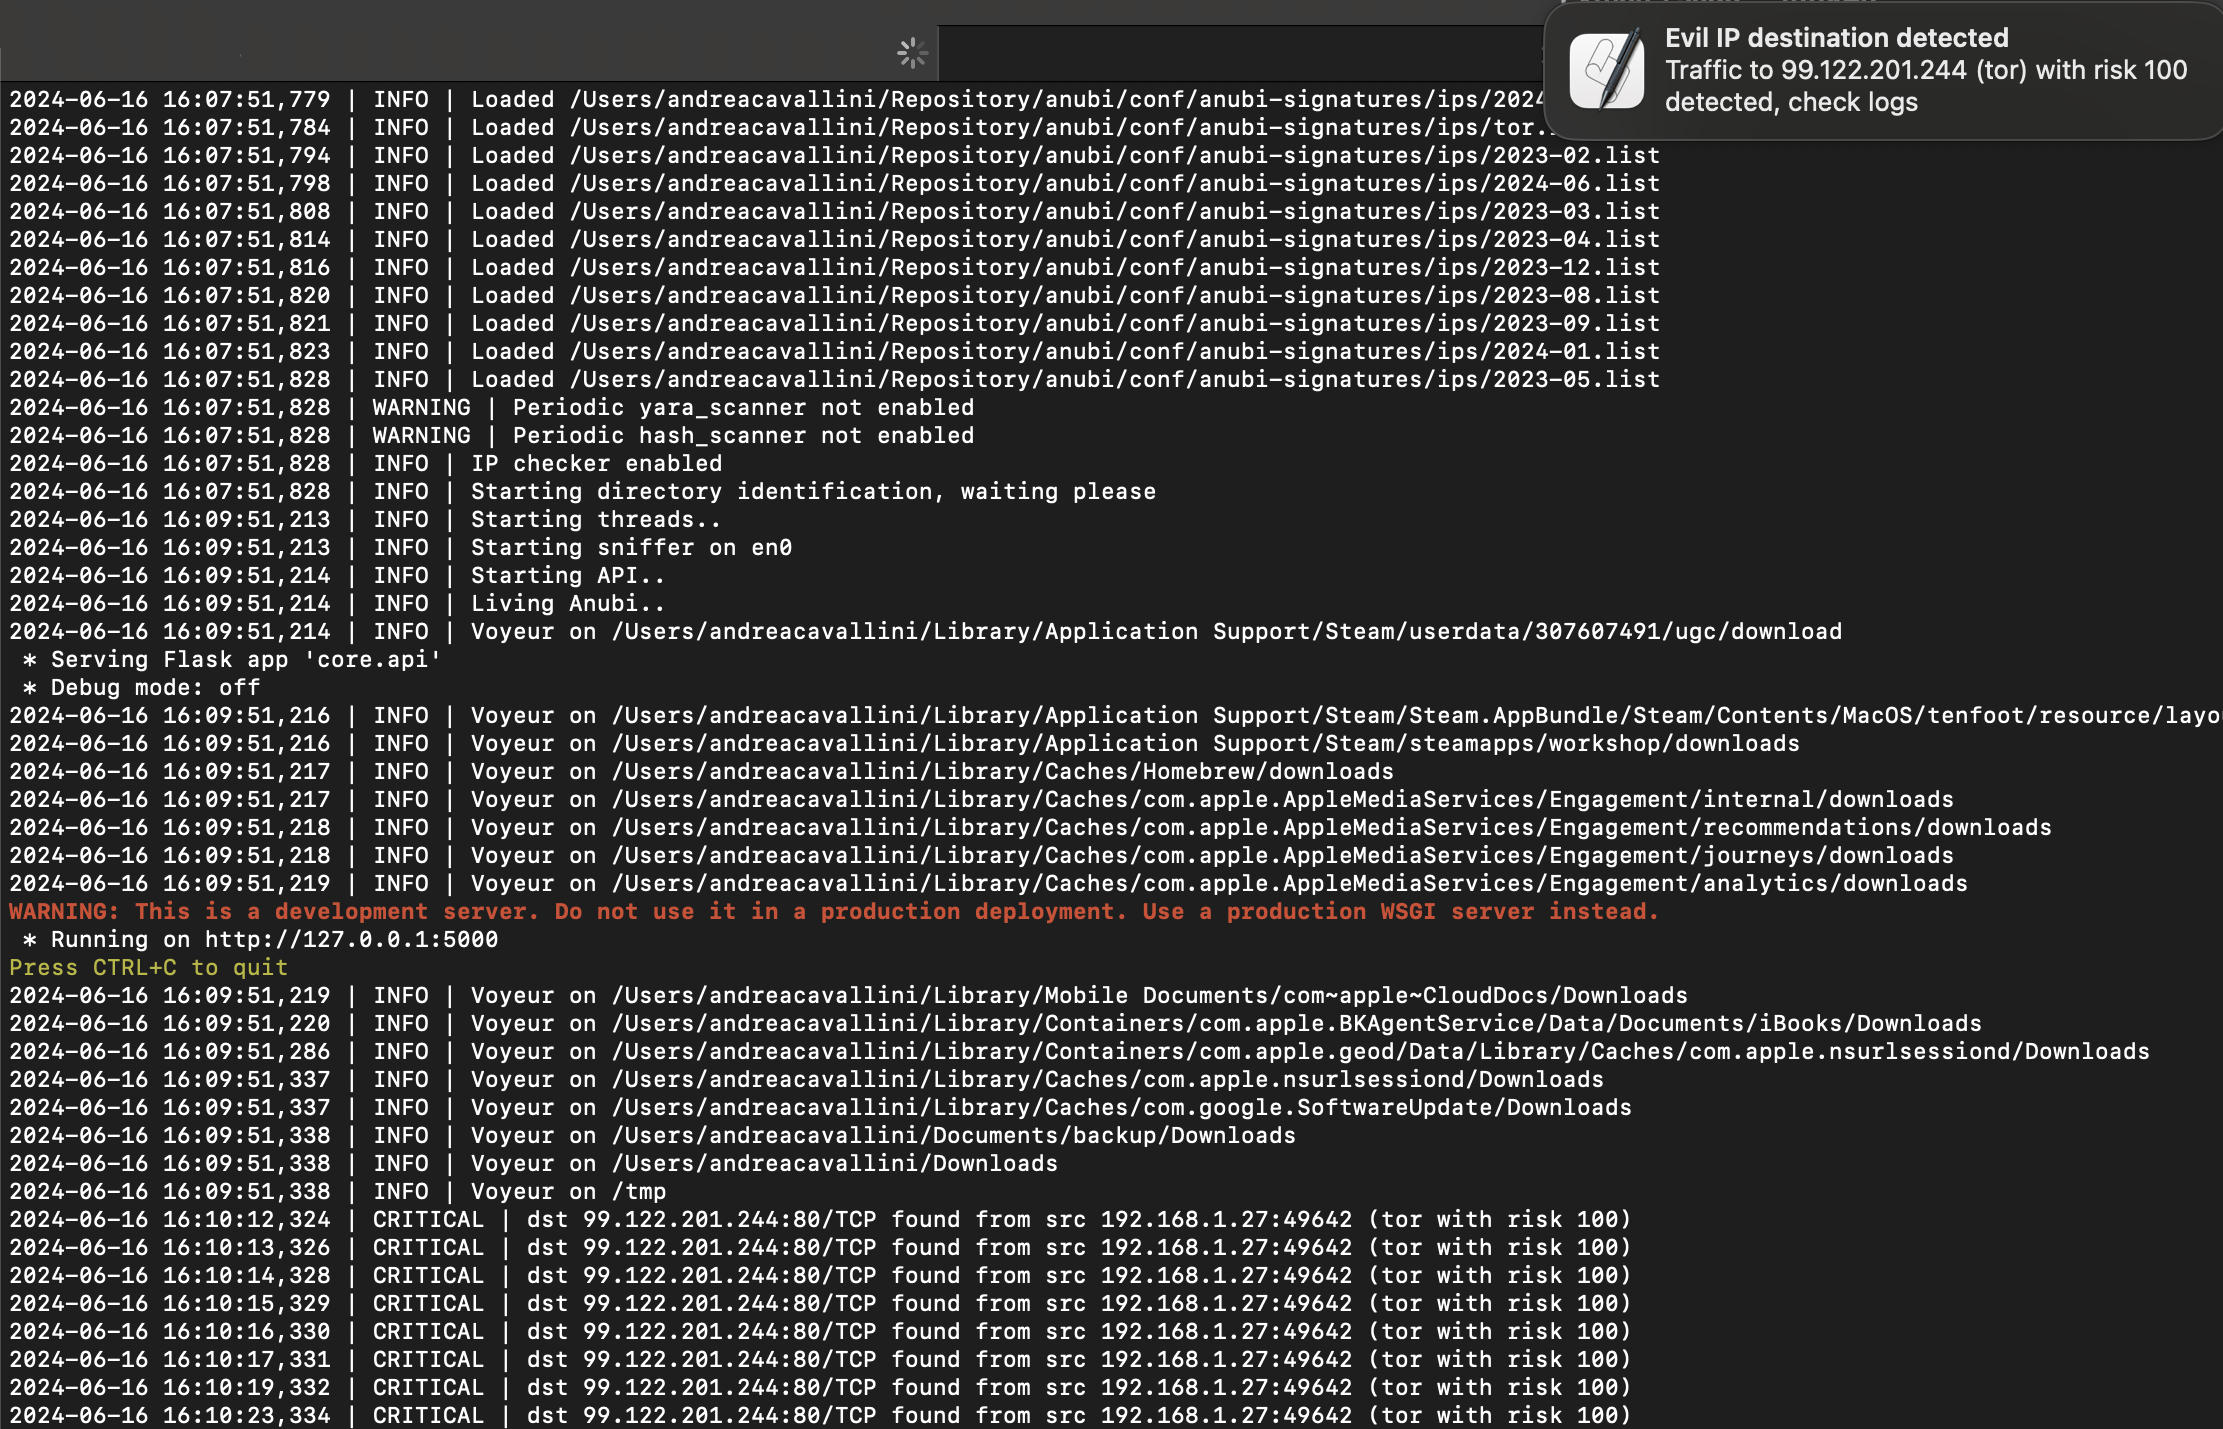 Evil IP destination detected
Traffic to 99.122.201.244 (tor) with risk 100
detected, check logs
2024-06-16 16:07:51,779 | INFO | Loaded /Users/andreacavallini/Repository/anubi/conf/anubi-signatures/ips/2024
2024-06-16 16:07:51,784 | INFO | Loaded /Users/andreacavallini/Repository/anubi/conf/anubi-signatures/ips/tor.
2024-06-16 16:07:51,794 | INFO | Loaded /Users/andreacavallini/Repository/anubi/conf/anubi-signatures/ips/2023-02.list
2024-06-16 16:07:51,798 | INFO | Loaded /Users/andreacavallini/Repository/anubi/conf/anubi-signatures/ips/2024-06.list
2024-06-16 16:07:51,808 | INFO | Loaded /Users/andreacavallini/Repository/anubi/conf/anubi-signatures/ips/2023-03.list
2024-06-16 16:07:51,814 | INFO | Loaded /Users/andreacavallini/Repository/anubi/conf/anubi-signatures/ips/2023-04.list
2024-06-16 16:07:51,816 | INFO | Loaded /Users/andreacavallini/Repository/anubi/conf/anubi-signatures/ips/2023-12.list
2024-06-16 16:07:51,820 | INFO | Loaded /Users/andreacavallini/Repository/anubi/conf/anubi-signatures/ips/2023-08.list
2024-06-16 16:07:51,821 | INFO | Loaded /Users/andreacavallini/Repository/anubi/conf/anubi-signatures/ips/2023-09.list
2024-06-16 16:07:51,823 | INFO | Loaded /Users/andreacavallini/Repository/anubi/conf/anubi-signatures/ips/2024-01.list
2024-06-16 16:07:51,828 | INFO | Loaded /Users/andreacavallini/Repository/anubi/conf/anubi-signatures/ips/2023-05.list
2024-06-16 16:07:51,828 | WARNING | Periodic yara_scanner not enabled
2024-06-16 16:07:51,828 | WARNING | Periodic hash_scanner not enabled
2024-06-16 16:07:51,828 | INFO | IP checker enabled
2024-06-16 16:07:51,828 | INFO | Starting directory identification, waiting please
2024-06-16 16:09:51,213 | INFO | Starting threads..
2024-06-16 16:09:51,213 | INFO | Starting sniffer on en0
2024-06-16 16:09:51,214 | INFO | Starting API..
2024-06-16 16:09:51,214 | INFO | Living Anubi..
2024-06-16 16:09:51,214 | INFO | Voyeur on /Users/andreacavallini/Library/Application Support/Steam/userdata/307607491/ugc/download
* Serving Flask app 'core.api'
* Debug mode: off
2024-06-16 16:09:51,216 | INFO | Voyeur on /Users/andreacavallini/Library/Application Support/Steam/Steam.AppBundle/Steam/Contents/MacOS/tenfoot/resource/layou
2024-06-16 16:09:51,216 | INFO | Voyeur on /Users/andreacavallini/Library/Application Support/Steam/steamapps/workshop/downloads
2024-06-16 16:09:51,217 | INFO | Voyeur on /Users/andreacavallini/Library/Caches/Homebrew/downloads
2024-06-16 16:09:51,217 | INFO | Voyeur on /Users/andreacavallini/Library/Caches/com.apple.AppleMediaServices/Engagement/internal/downloads
2024-06-16 16:09:51,218 | INFO | Voyeur on /Users/andreacavallini/Library/Caches/com.apple.AppleMediaServices/Engagement/recommendations/downloads
2024-06-16 16:09:51,218 | INFO | Voyeur on /Users/andreacavallini/Library/Caches/com.apple.AppleMediaServices/Engagement/journeys/downloads
2024-06-16 16:09:51,219 | INFO | Voyeur on /Users/andreacavallini/Library/Caches/com.apple.AppleMediaServices/Engagement/analytics/downloads
WARNING: This is a development server. Do not use it in a production deployment. Use a production WSGI server instead.
* Running on http://127.0.0.1:5000
Press CTRL+C to quit
2024-06-16 16:09:51,219 | INFO | Voyeur on /Users/andreacavallini/Library/Mobile Documents/com~apple~CloudDocs/Downloads
2024-06-16 16:09:51,220 | INFO | Voyeur on /Users/andreacavallini/Library/Containers/com.apple.BKAgentService/Data/Documents/iBooks/Downloads
2024-06-16 16:09:51,286 | INFO | Voyeur on /Users/andreacavallini/Library/Containers/com.apple.geod/Data/Library/Caches/com.apple.nsurlsessiond/Downloads
2024-06-16 16:09:51,337 | INFO | Voyeur on /Users/andreacavallini/Library/Caches/com.apple.nsurlsessiond/Downloads
2024-06-16 16:09:51,337 | INFO | Voyeur on /Users/andreacavallini/Library/Caches/com.google.SoftwareUpdate/Downloads
2024-06-16 16:09:51,338 | INFO | Voyeur on /Users/andreacavallini/Documents/backup/Downloads
2024-06-16 16:09:51,338 | INFO | Voyeur on /Users/andreacavallini/Downloads
2024-06-16 16:09:51,338 | INFO | Voyeur on /tmp
2024-06-16 16:10:12,324 | CRITICAL | dst 99.122.201.244:80/TCP found from src 192.168.1.27:49642 (tor with risk 100)
2024-06-16 16:10:13,326 | CRITICAL | dst 99.122.201.244:80/TCP found from src 192.168.1.27:49642 (tor with risk 100)
2024-06-16 16:10:14,328 | CRITICAL | dst 99.122.201.244:80/TCP found from src 192.168.1.27:49642 (tor with risk 100)
2024-06-16 16:10:15,329 | CRITICAL | dst 99.122.201.244:80/TCP found from src 192.168.1.27:49642 (tor with risk 100)
2024-06-16 16:10:16,330 | CRITICAL | dst 99.122.201.244:80/TCP found from src 192.168.1.27:49642 (tor with risk 100)
2024-06-16 16:10:17,331 | CRITICAL | dst 99.122.201.244:80/TCP found from src 192.168.1.27:49642 (tor with risk 100)
2024-06-16 16:10:19,332 | CRITICAL | dst 99.122.201.244:80/TCP found from src 192.168.1.27:49642 (tor with risk 100)
2024-06-16 16:10:23,334 | CRITICAL | dst 99.122.201.244:80/TCP found from src 192.168.1.27:49642 (tor with risk 100)